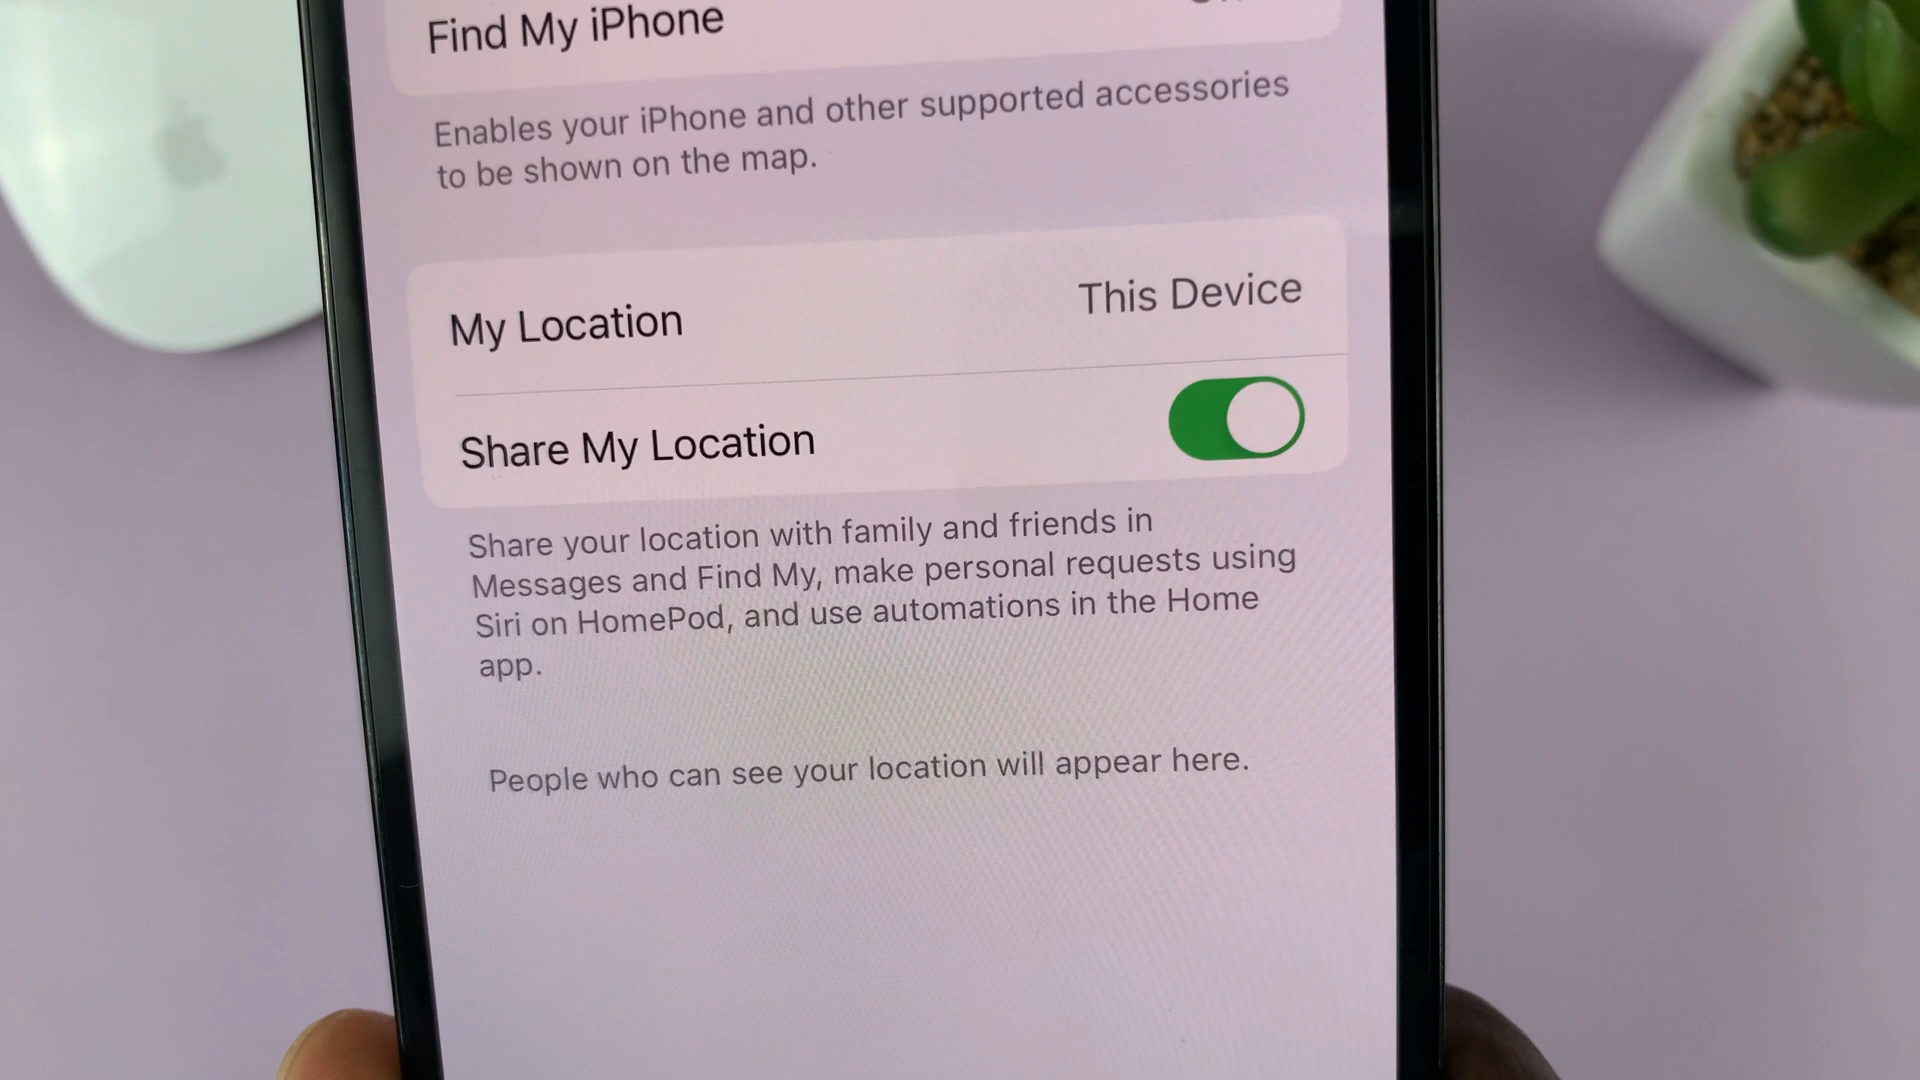 Find My iPhone
Enables your iPhone and other supported accessories
to be shown on the map.
My Location This Device
Share My Location
Share your location with family and friends in
Messages and Find My, make personal requests using
Siri on HomePod, and use automations in the Home
app.
People who can see your location will appear here.